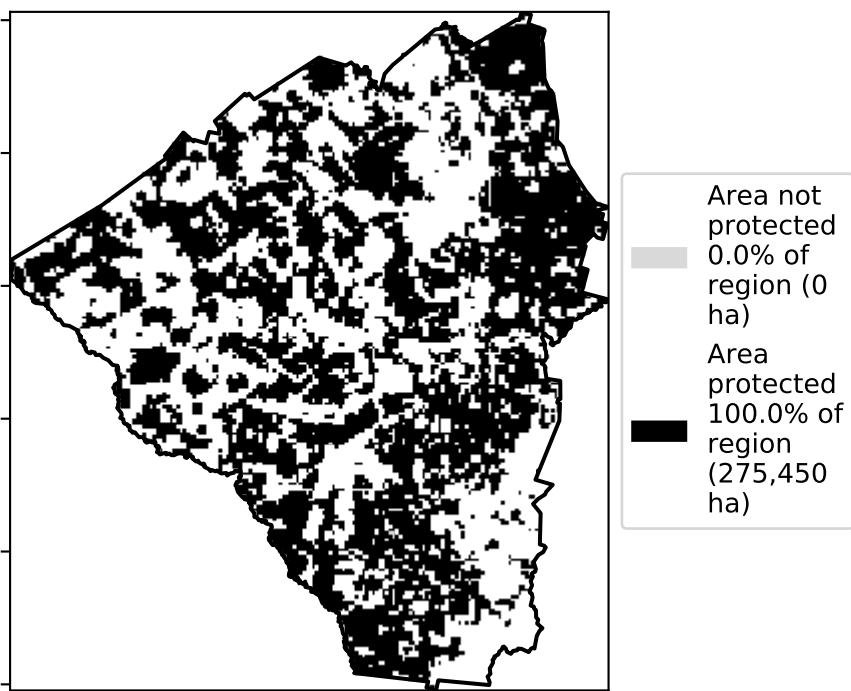 Area not
protected
0.0% of
region (0
ha)
Area
protected
100.0% of
region
(275,450
ha)